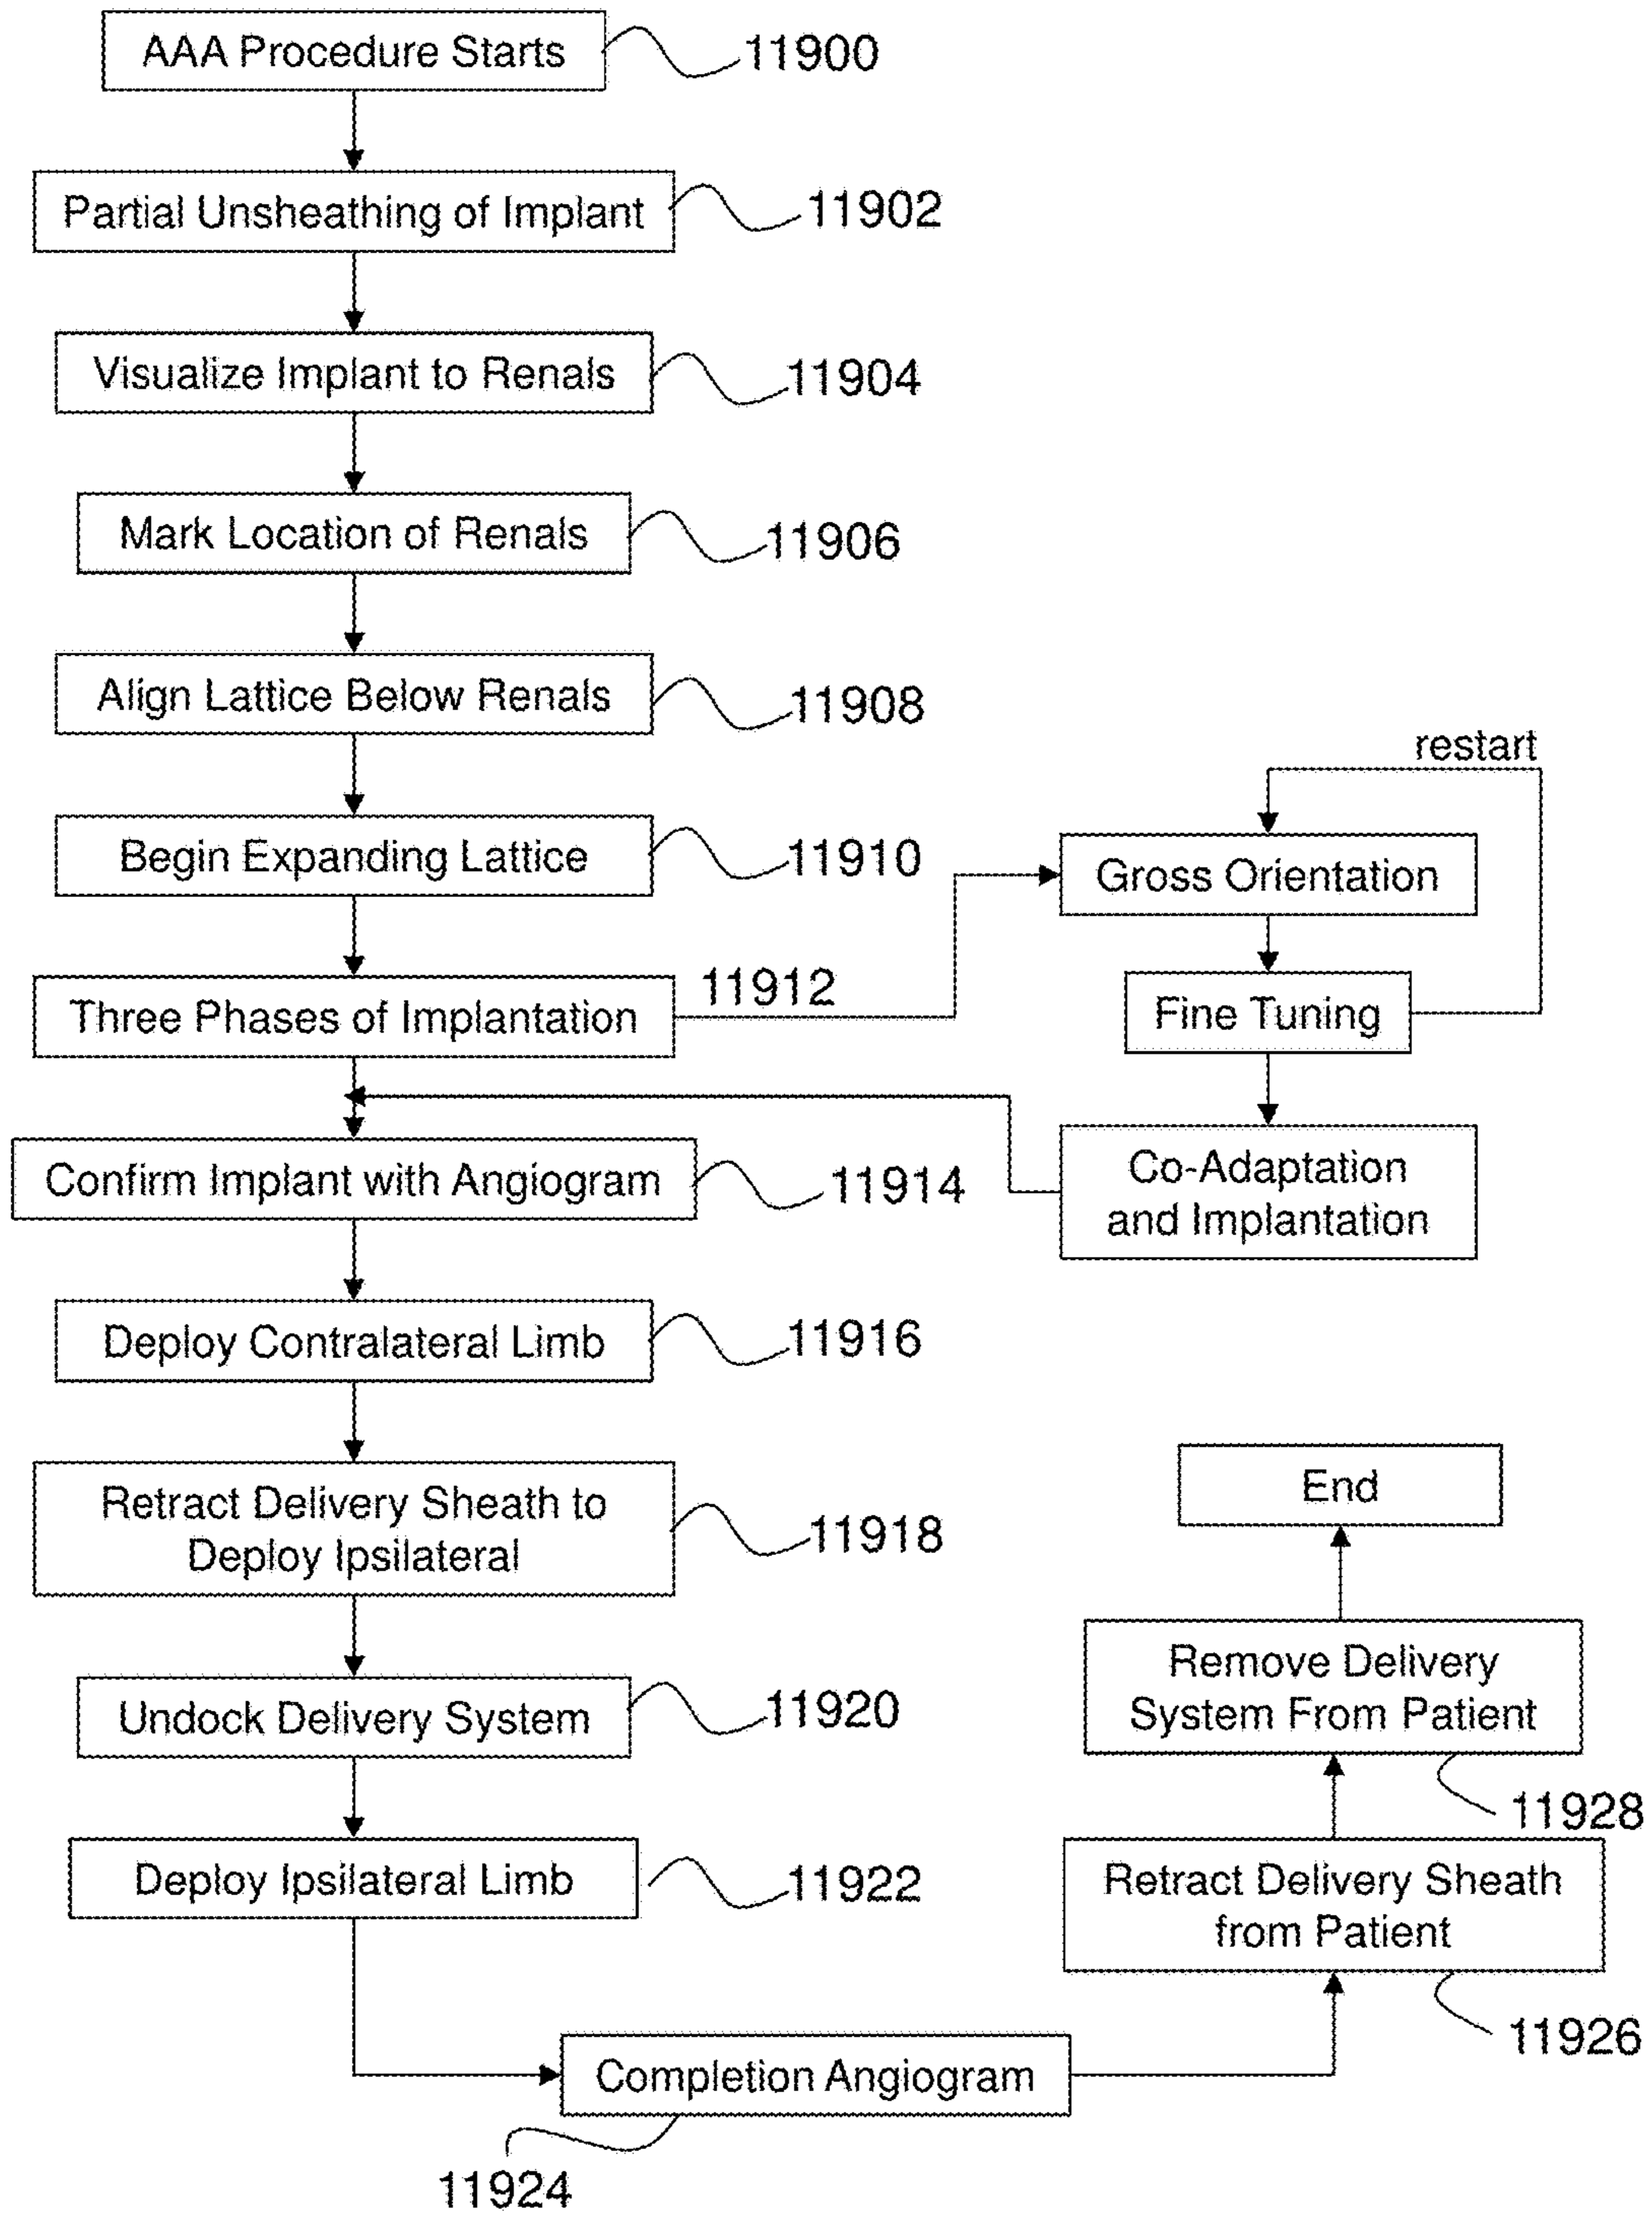 AAA Procedure Starts
11900
Partial Unsheathing of Implant
11902
Visualize Implant to Renals
11904
Mark Location of Renals
11906
Align Lattice Below Renals
11908
Begin Expanding Lattice
11910
Three Phases of Implantation
11912
restart
Gross Orientation
Fine Tuning
Co-Adaptation
and Implantation
Confirm Implant with Angiogram
11914
Deploy Contralateral Limb
11916
Retract Delivery Sheath to
Deploy Ipsilateral
11918
Undock Delivery System
11920
Deploy Ipsilateral Limb
11922
Completion Angiogram
11924
Retract Delivery Sheath
from Patient
11926
Remove Delivery
System From Patient
11928
End